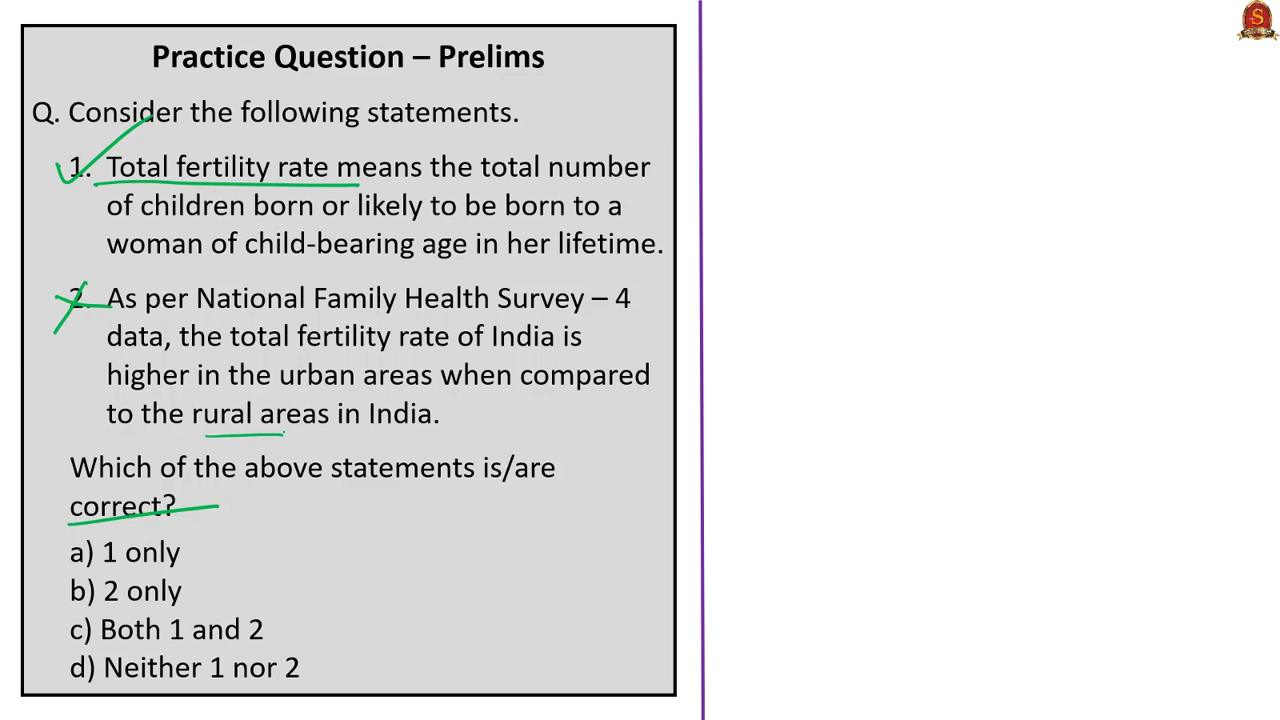 Practice Question – Prelims
Q. Consider the following statements.
1. Total fertility rate means the total number
of children born or likely to be born to a
woman of child-bearing age in her lifetime.
2. As per National Family Health Survey – 4
data, the total fertility rate of India is
higher in the urban areas when compared
to the rural areas in India.
Which of the above statements is/are
correct?
a) 1 only
b) 2 only
c) Both 1 and 2
d) Neither 1 nor 2
S